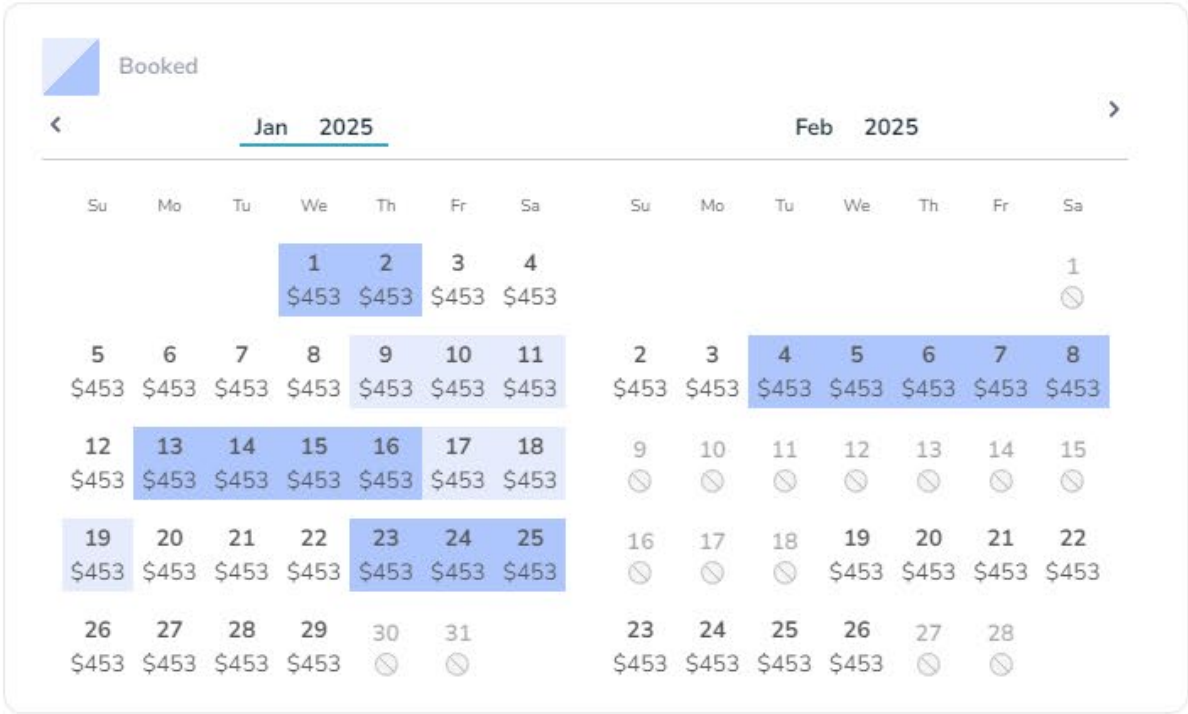 Booked
Jan 2025
Su Mo Tu We Th Fr Sa
1 2 3 4
$453 $453 $453 $453
5 6 7 8 9 10 11
$453 $453 $453 $453 $453 $453 $453
12 13 14 15 16 17 18
$453 $453 $453 $453 $453 $453 $453
19 20 21 22 23 24 25
$453 $453 $453 $453 $453 $453 $453
26 27 28 29 30 31
$453 $453 $453 $453
Feb 2025
Su Mo Tu We Th Fr Sa
1
2 3 4 5 6 7 8
$453 $453 $453 $453 $453 $453 $453
9 10 11 12 13 14 15
16 17 18 19 20 21 22
$453 $453 $453 $453
23 24 25 26 27 28
$453 $453 $453 $453